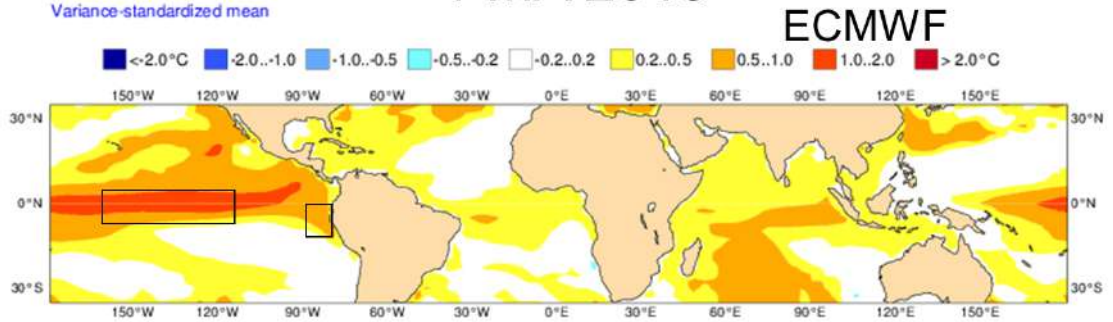 Variance-standardized mean
ECMWF
<-2.0°C -2.0..-1.0 -1.0..-0.5 -0.5..-0.2 -0.2..0.2 0.2..0.5 0.5..1.0 1.0..2.0 > 2.0°C
150°W 120°W 90°W 60°W 30°W 0°E 30°E 60°E 90°E 120°E 150°E
30°N 30°N
0°N 0°N
30°S 30°S
150°W 120°W 90°W 60°W 30°W 0°E 30°E 60°E 90°E 120°E 150°E